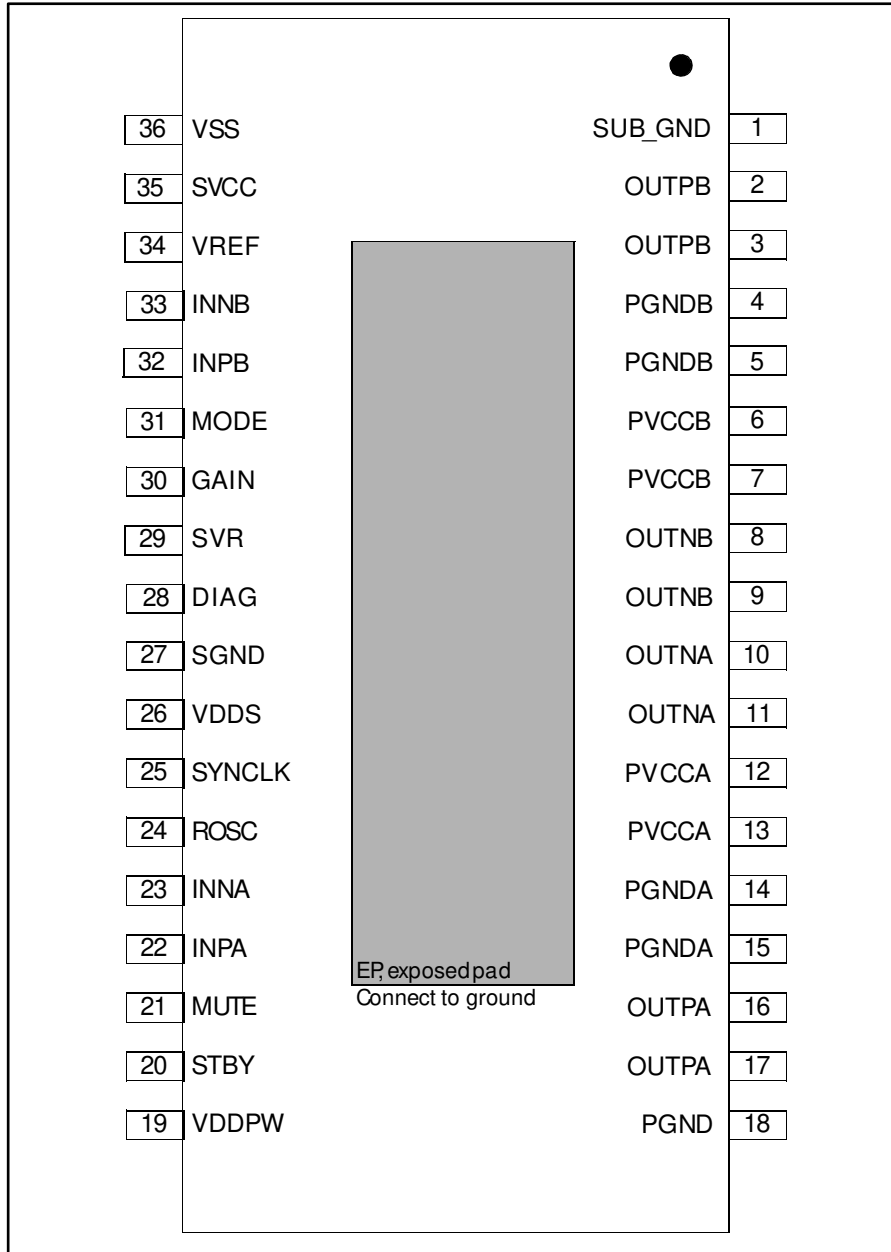 36 VSS SUB_GND 1
35 SVCC OUTPB 2
34 VREF OUTPB 3
33 INNB PGNDB 4
32 INPB PGNDB 5
31 MODE PVCCB 6
30 GAIN PVCCB 7
29 SVR OUTNB 8
28 DIAG OUTNB 9
27 SGND OUTNA 10
26 VDDS OUTNA 11
25 SYNCLK PVCCA 12
24 ROSC PVCCA 13
23 INNA PGNDA 14
22 INPA PGNDA 15
EP, exposed pad
Connect to ground
21 MUTE OUTPA 16
20 STBY OUTPA 17
19 VDDPW PGND 18